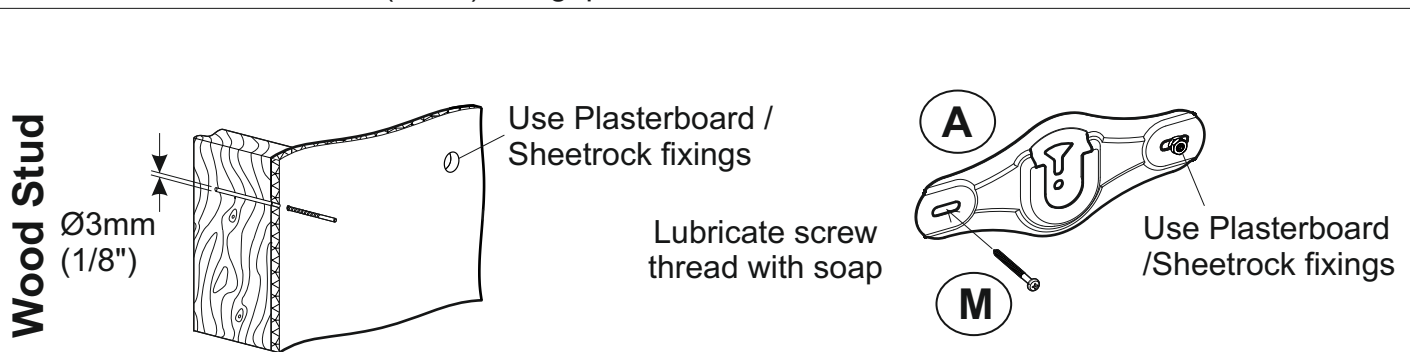 Wood Stud
Ø3mm
(1/8")
Use Plasterboard /
Sheetrock fixings
Lubricate screw
thread with soap
A
M
Use Plasterboard
/Sheetrock fixings